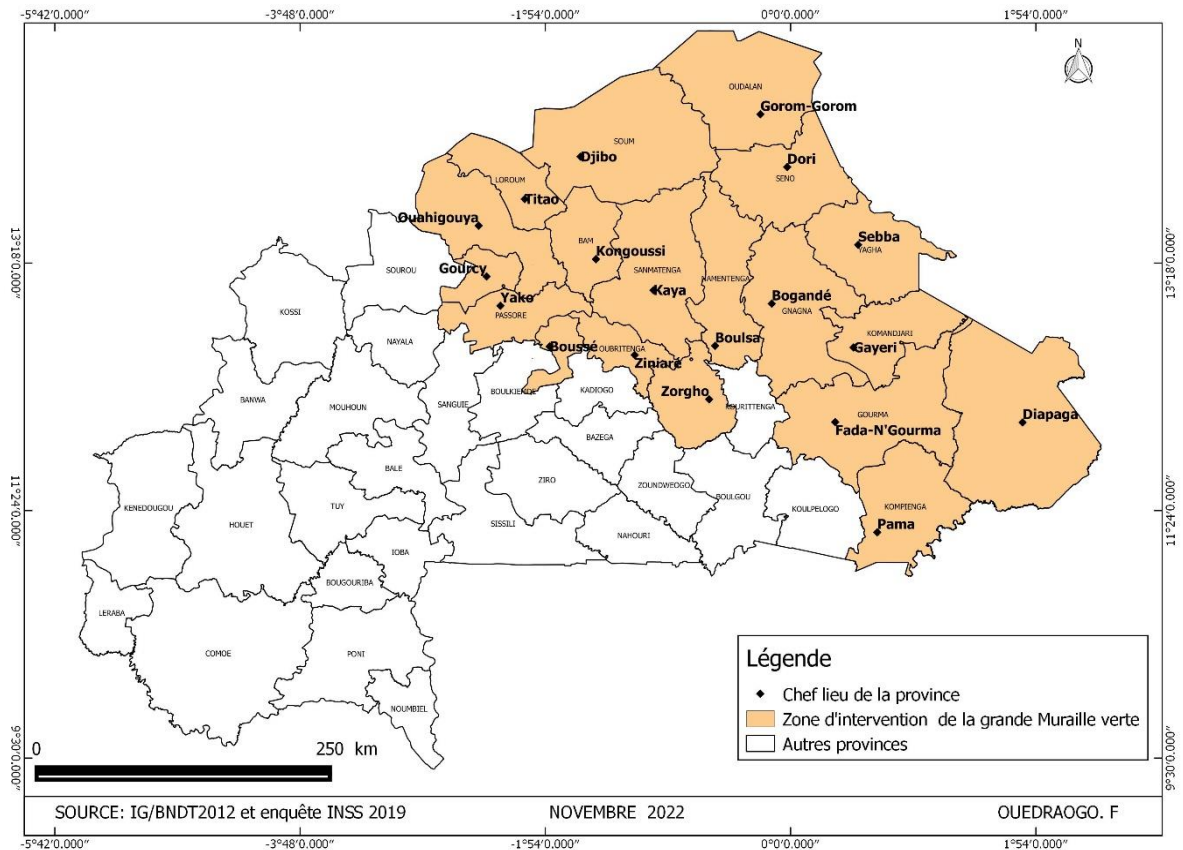 -5°42'0.000"
-3°48'0.000"
-1°54'0.000"
0°0'0.000"
1°54'0.000"
N
OUDALAN
Gorom-Gorom
SOUM
Djibo
Dori
SENO
LOROUM
Titao
Ouahigouya
Sebba
YAGHA
13°18'0.000"
13°18'0.000"
BAM
Kongoussi
SANMATENGA
NAMENTENGA
SOUROU
Gourcy
Kaya
Bogandé
GNAGNA
Yako
PASSORE
KOSSI
KOMANDJARI
NAYALA
Boussé
OUBRITENGA
Ziniaré
Boulsa
Gayeri
BOULKIEMDE
KADIOGO
Zorgho
KOURITTENGA
BANWA
MOUHOUN
SANGUIE
GOURMA
Fada-N'Gourma
Diapaga
BAZEGA
BALE
KENEDOUGOU
TUY
ZIRO
ZOUNDWEOGO
BOULGOU
KOULPELOGO
KOMPIENGA
11°24'0.000"
11°24'0.000"
HOUET
SISSILI
NAHOURI
Pama
IOBA
BOUGOURIBA
LERABA
COMOE
PONI
NOUMBIEL
Légende
Chef lieu de la province
Zone d'intervention de la grande Muraille verte
Autres provinces
0 250 km
9°30'0.000"
9°30'0.000"
SOURCE: IG/BNDT2012 et enquête INSS 2019 NOVEMBRE 2022 OUEDRAOGO. F
-5°42'0.000"
-3°48'0.000"
-1°54'0.000"
0°0'0.000"
1°54'0.000"